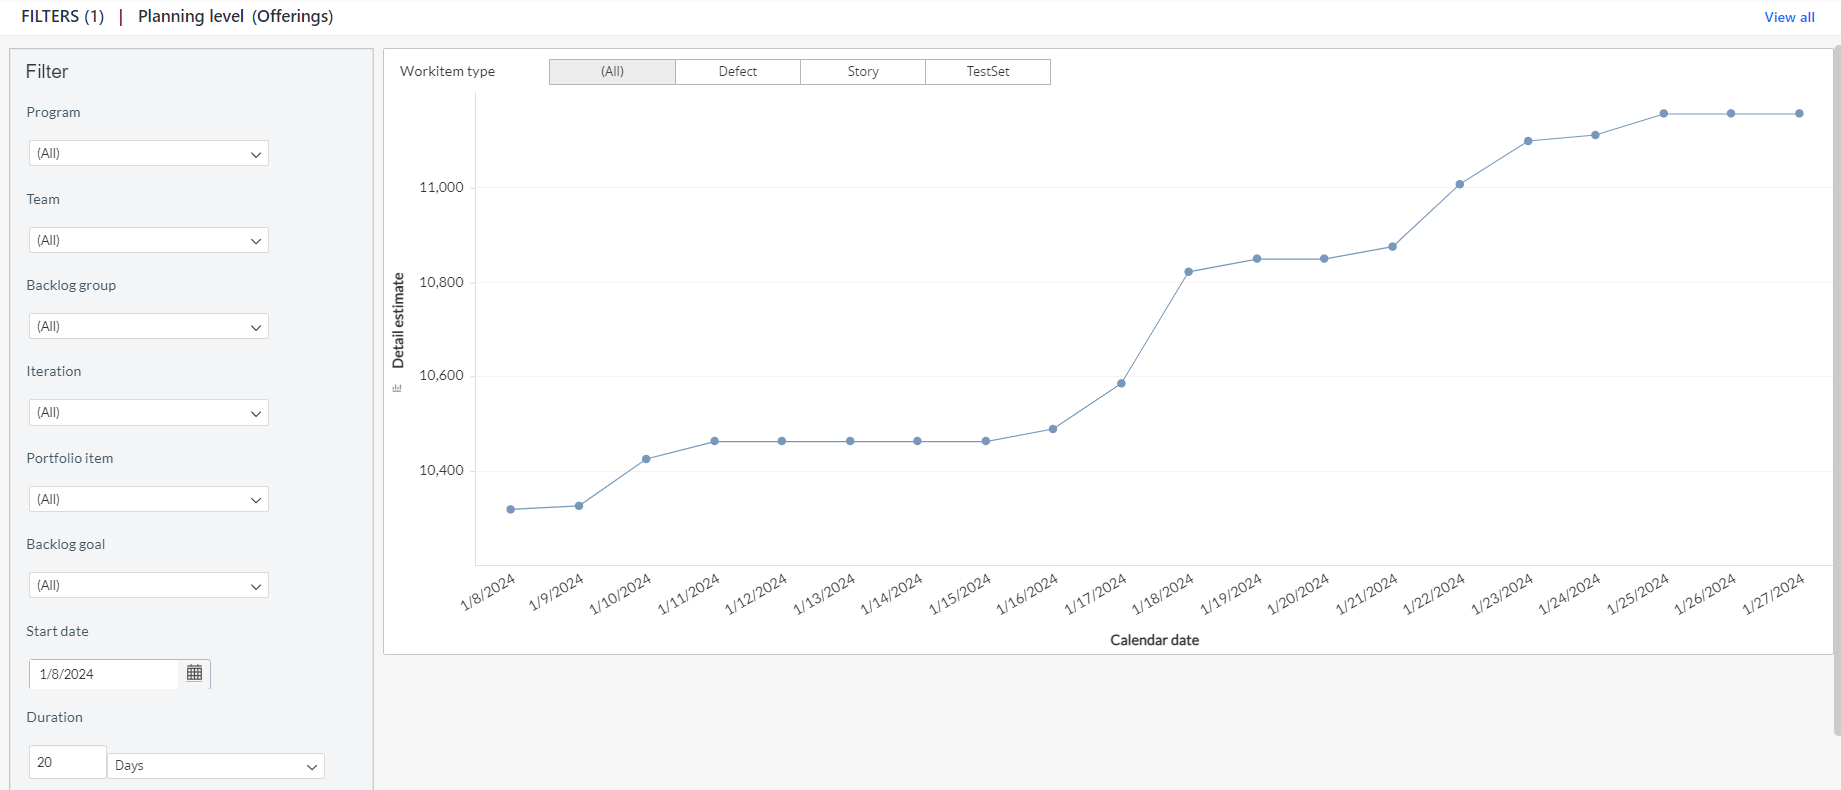 FILTERS (1) | Planning level (Offerings)
View all
Filter
Program
(All)
Team
(All)
Backlog group
(All)
Iteration
(All)
Portfolio item
(All)
Backlog goal
(All)
Start date
1/8/2024
Duration
20 Days
Workitem type (All) Defect Story TestSet
Detail estimate
11,000
10,800
10,600
10,400
1/8/2024 1/9/2024 1/10/2024 1/11/2024 1/12/2024 1/13/2024 1/14/2024 1/15/2024 1/16/2024 1/17/2024 1/18/2024 1/19/2024 1/20/2024 1/21/2024 1/22/2024 1/23/2024 1/24/2024 1/25/2024 1/26/2024 1/27/2024
Calendar date